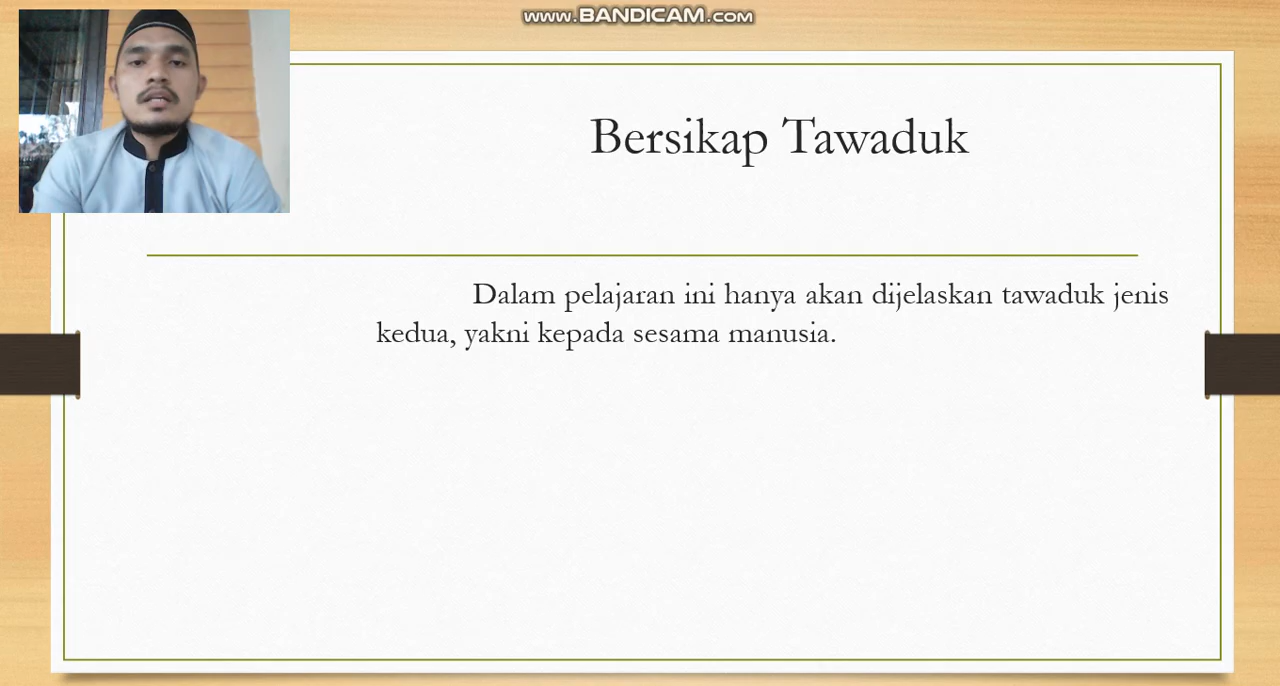 www.BANDICAM.com
Bersikap Tawaduk
Dalam pelajaran ini hanya akan dijelaskan tawaduk jenis
kedua, yakni kepada sesama manusia.